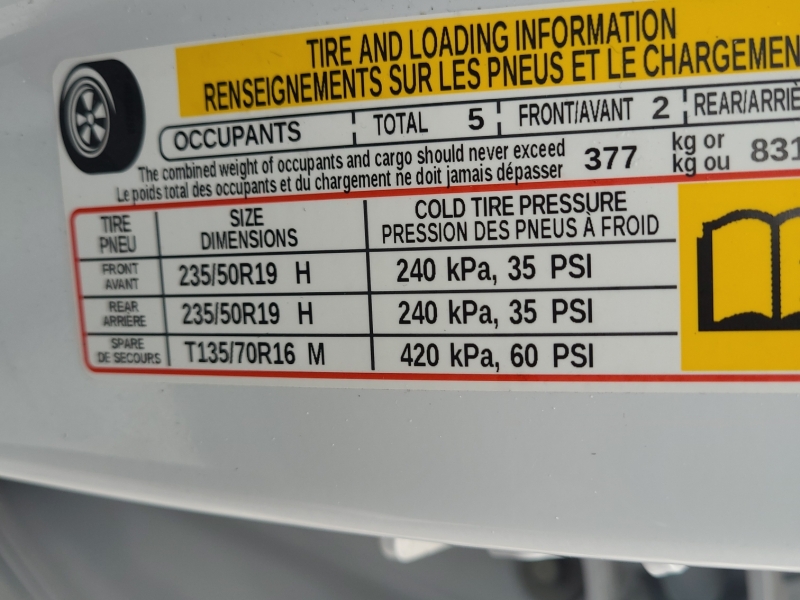 TIRE AND LOADING INFORMATION
RENSEIGNEMENTS SUR LES PNEUS ET LE CHARGEMEN
OCCUPANTS TOTAL 5 FRONT/AVANT 2 REAR/ARRIÈ
The combined weight of occupants and cargo should never exceed 377 kg or 831
Le poids total des occupants et du chargement ne doit jamais dépasser kg ou
TIRE SIZE COLD TIRE PRESSURE
PNEU DIMENSIONS PRESSION DES PNEUS À FROID
FRONT
AVANT 235/50R19 H 240 kPa, 35 PSI
REAR
ARRIÈRE 235/50R19 H 240 kPa, 35 PSI
SPARE
DE SECOURS T135/70R16 M 420 kPa, 60 PSI